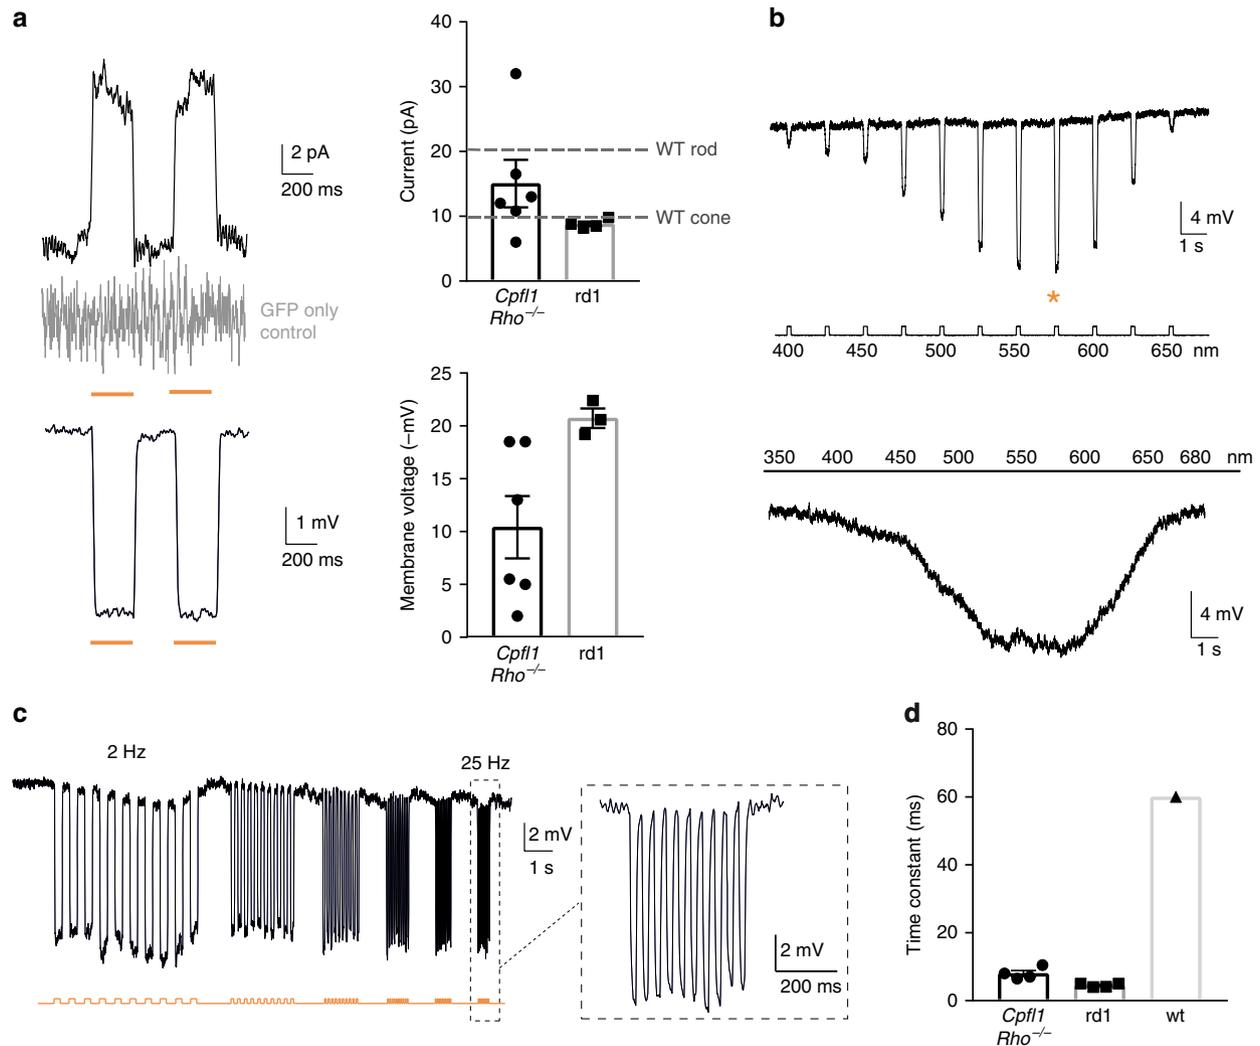 a
2 pA
200 ms
GFP only
control
1 mV
200 ms
Current (pA)
40
30
20
10
0
WT rod
WT cone
Cpfl1
Rho−/−
rd1
Membrane voltage (−mV)
25
20
15
10
5
0
Cpfl1
Rho−/−
rd1
b
4 mV
1 s
*
400 450 500 550 600 650 nm
350 400 450 500 550 600 650 680 nm
4 mV
1 s
c
2 Hz
25 Hz
2 mV
1 s
2 mV
200 ms
d
Time constant (ms)
80
60
40
20
0
Cpfl1
Rho−/−
rd1
wt